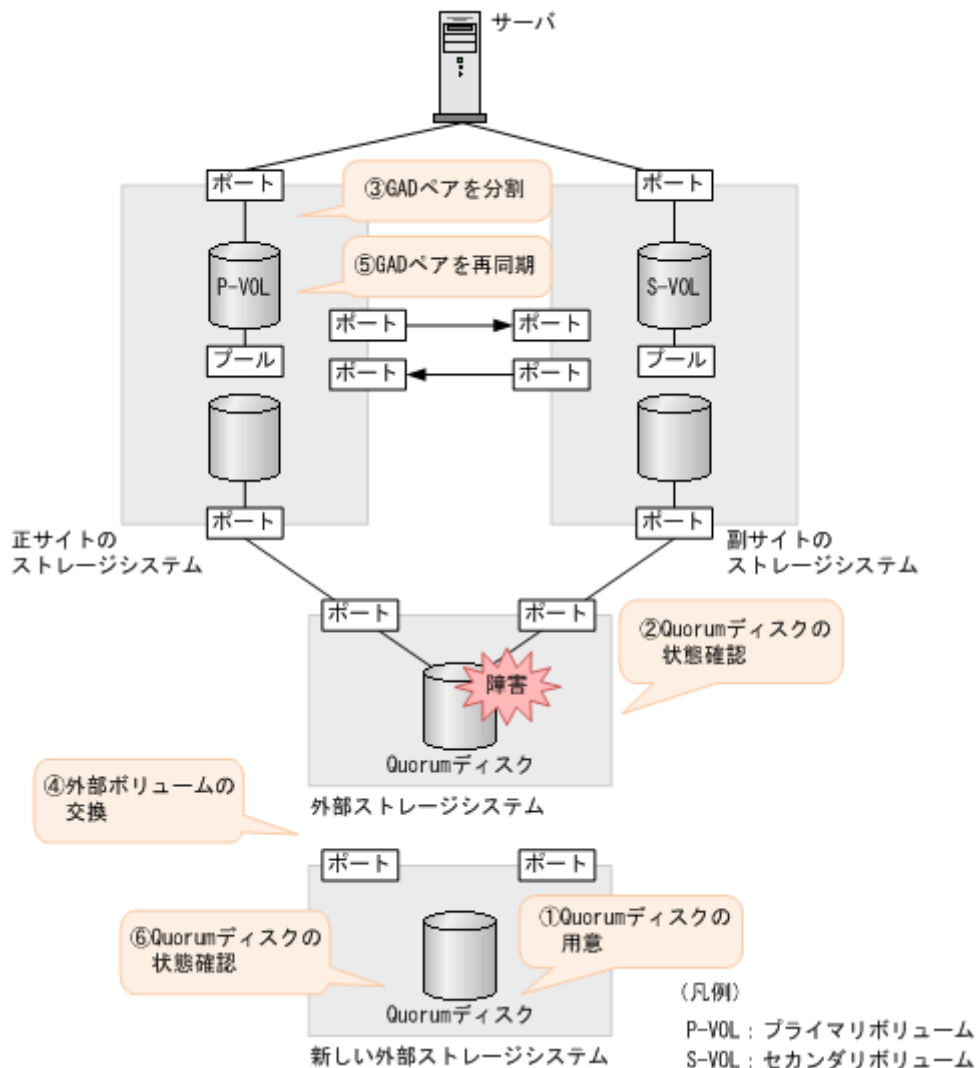 サーバ
ポート
ポート
③GADペアを分割
⑤GADペアを再同期
P-VOL
S-VOL
ポート
ポート
プール
プール
ポート
ポート
ポート
ポート
正サイトの
ストレージシステム
副サイトの
ストレージシステム
ポート
ポート
②Quorumディスクの
状態確認
障害
Quorumディスク
外部ストレージシステム
④外部ボリュームの
交換
ポート
ポート
①Quorumディスクの
用意
⑥Quorumディスクの
状態確認
Quorumディスク
新しい外部ストレージシステム
(凡例)
P-VOL:プライマリボリューム
S-VOL:セカンダリボリューム